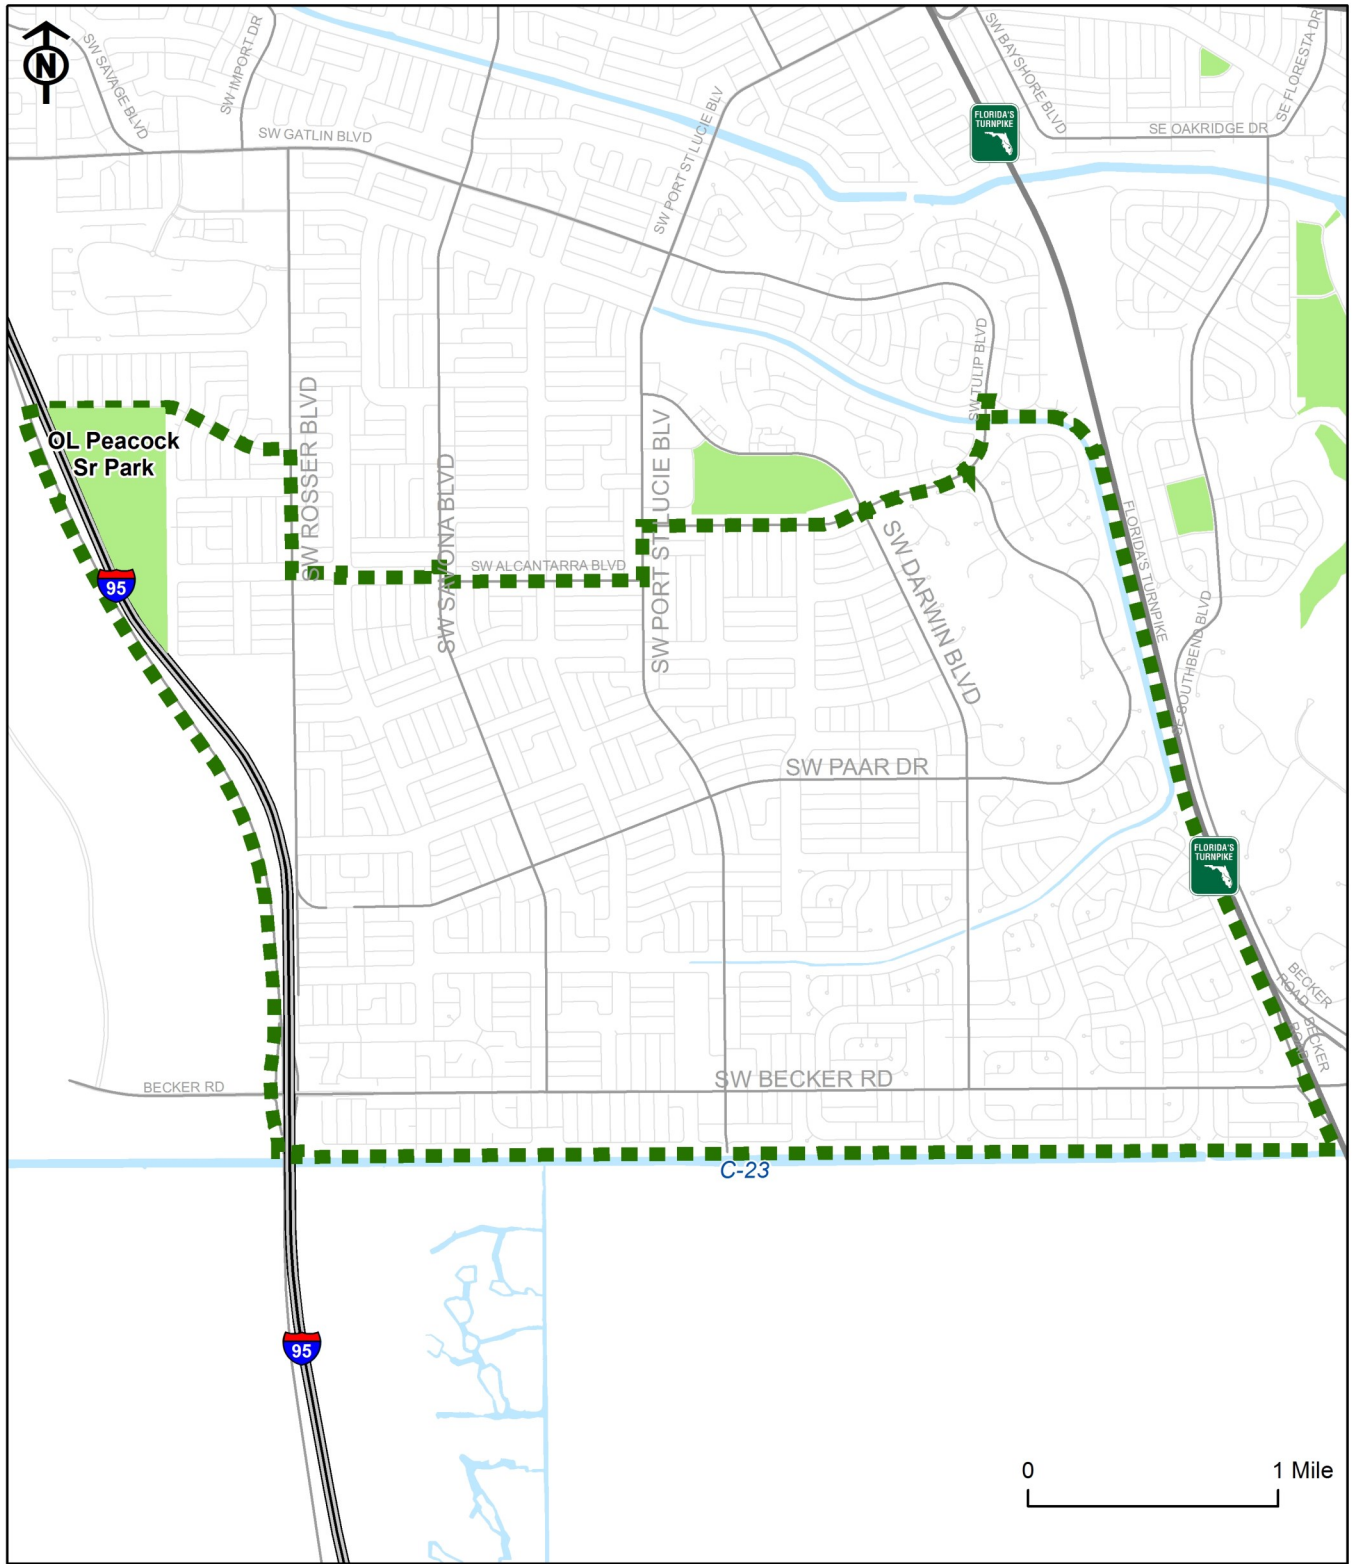 N
SW SAVAGE BLVD
SW IMPORT DR
SW GATLIN BLVD
SW PORT ST LUCIE BLV
SW BAYSHORE BLVD
SE FLORESTA DR
SE OAKRIDGE DR
FLORIDA'S
TURNPIKE
SW TULIP BLVD
OL Peacock
Sr Park
SW ROSSER BLVD
SW SAVONA BLVD
SW ALCANTARRA BLVD
SW PORT ST LUCIE BLV
SW DARWIN BLVD
FLORIDA'S TURNPIKE
SE SOUTHBEND BLVD
95
SW PAAR DR
FLORIDA'S
TURNPIKE
BECKER
ROAD
BECKER
ROAD
BECKER RD
SW BECKER RD
C-23
95
0 1 Mile